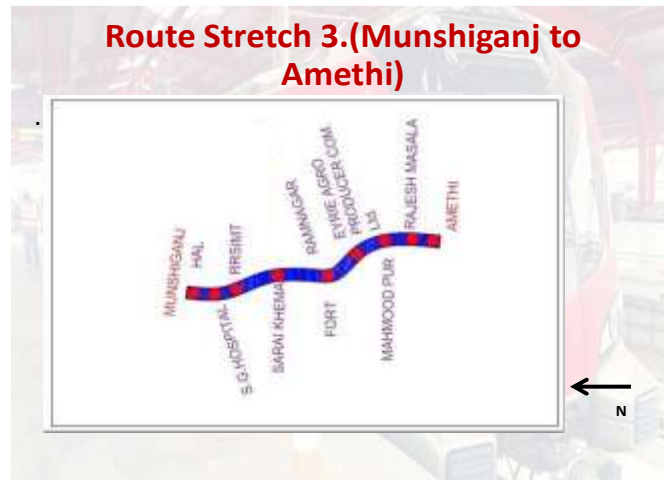 Route Stretch 3.(Munshiganj to
Amethi)
.
MUNSHIGANJ
HAL
RRSIMT
S.G.HOSPITAL
SARAI KHEMA
RAMNAGAR
FORT
EYRIE AGRO
PRODUCER COM.
Ltd.
MAHMOOD PUR
RAJESH MASALA
AMETHI
N